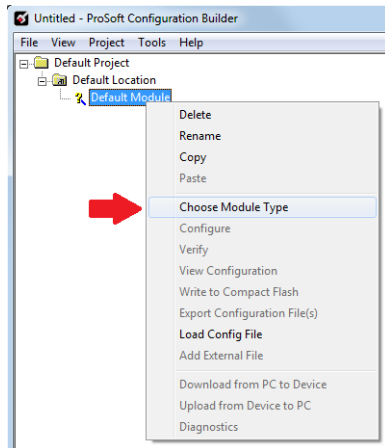 Untitled - ProSoft Configuration Builder
File View Project Tools Help
Default Project
Default Location
Default Module
Delete
Rename
Copy
Paste
Choose Module Type
Configure
Verify
View Configuration
Write to Compact Flash
Export Configuration File(s)
Load Config File
Add External File
Download from PC to Device
Upload from Device to PC
Diagnostics